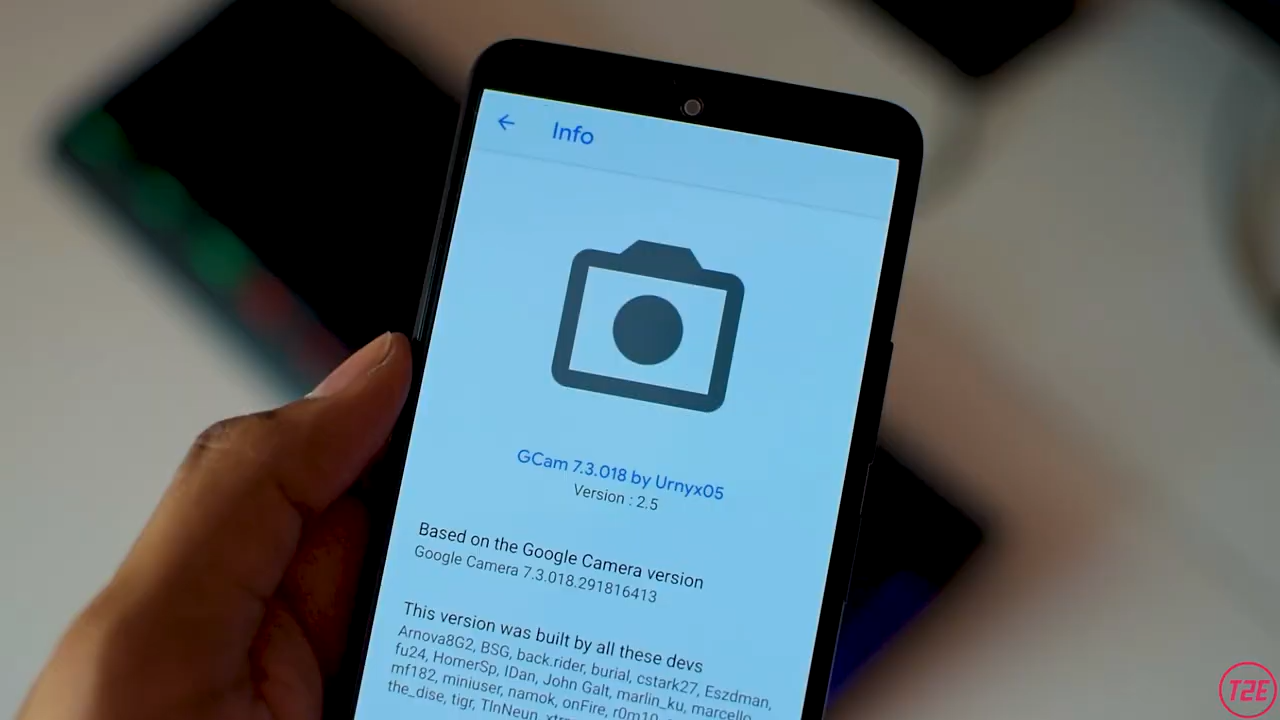 Info
GCam 7.3.018 by Urnyx05
Version : 2.5
Based on the Google Camera version
Google Camera 7.3.018.291816413
This version was built by all these devs
Arnova8G2, BSG, back.rider, burial, cstark27, Eszdman,
fu24, HomerSp, IDan, John Galt, marlin_ku, marcello
mf182, miniuser, namok, onFire,
the_dise, tigr, TlnNeun,
T2E